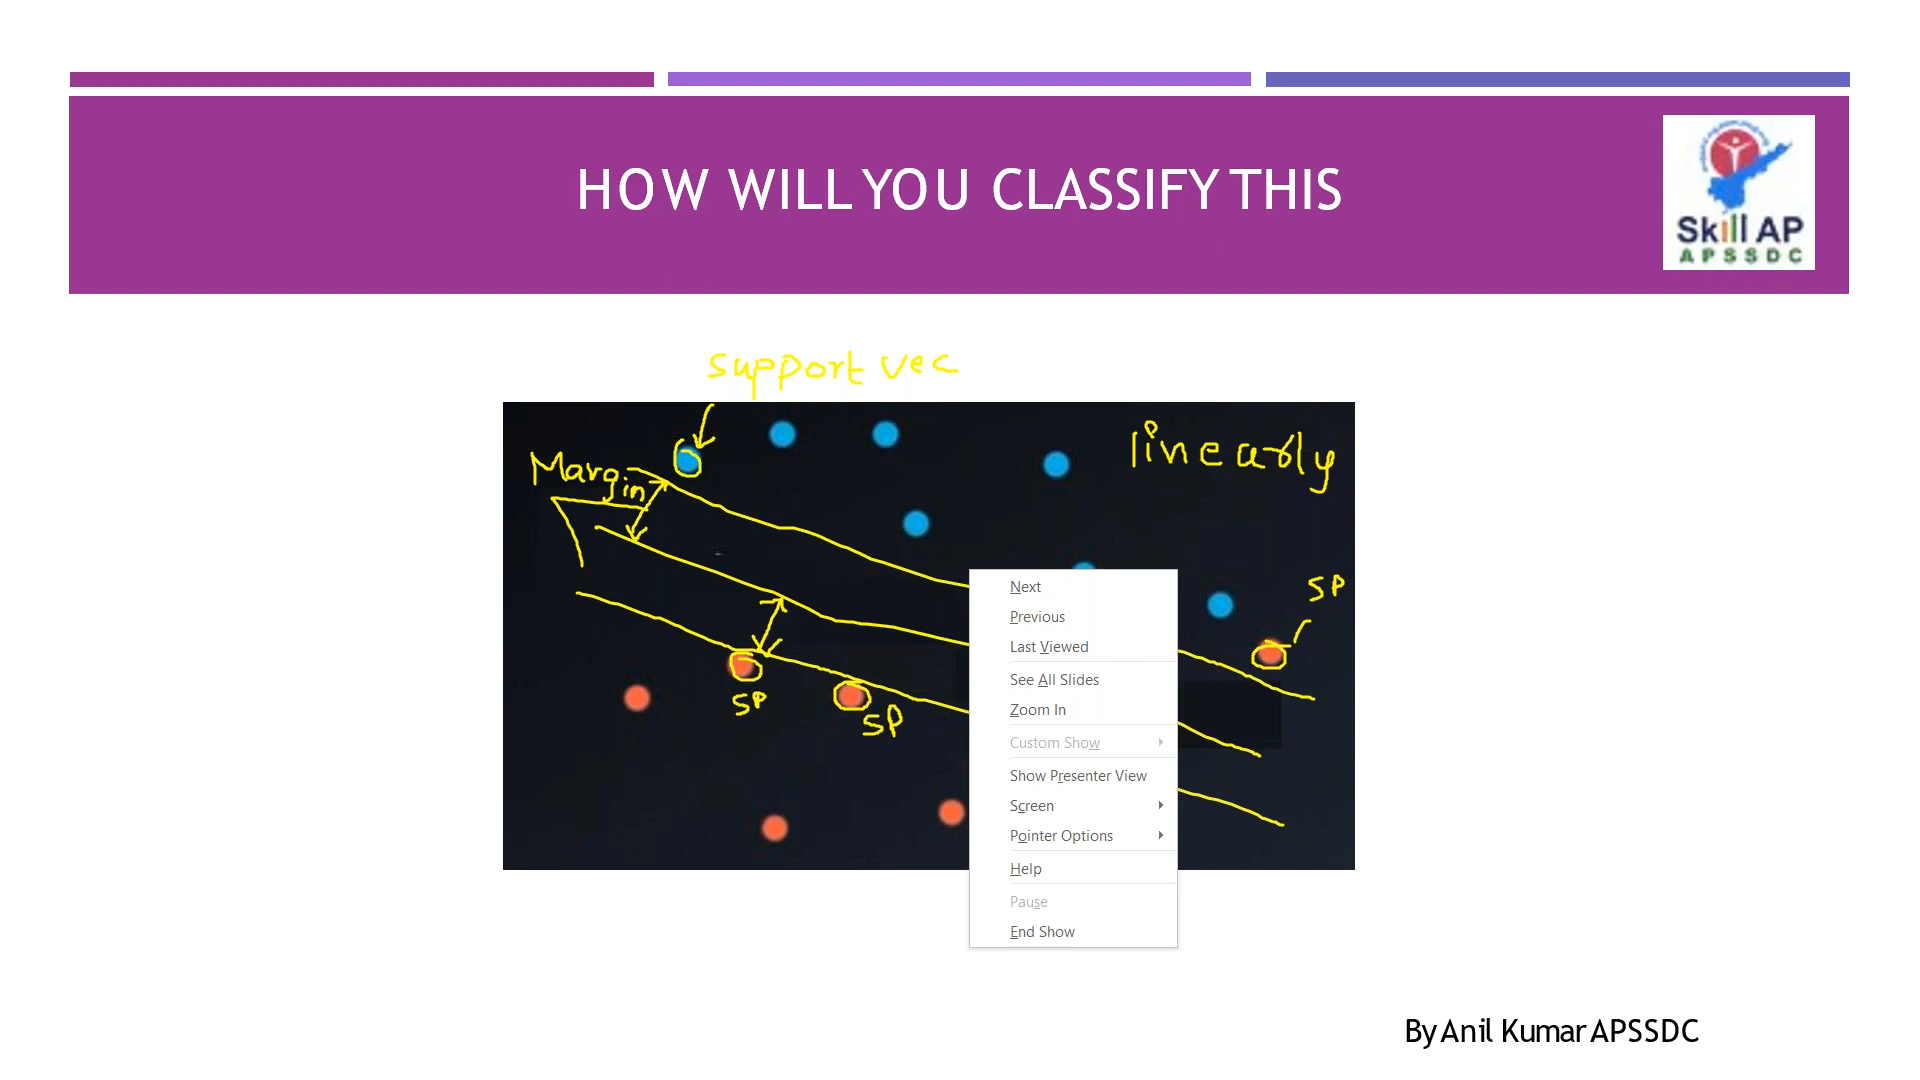 HOW WILL YOU CLASSIFY THIS
Skill AP
APSSDC
support vec
linearly
Margin
SP
SP
SP
Next
Previous
Last Viewed
See All Slides
Zoom In
Custom Show
Show Presenter View
Screen
Pointer Options
Help
Pause
End Show
By Anil Kumar APSSDC